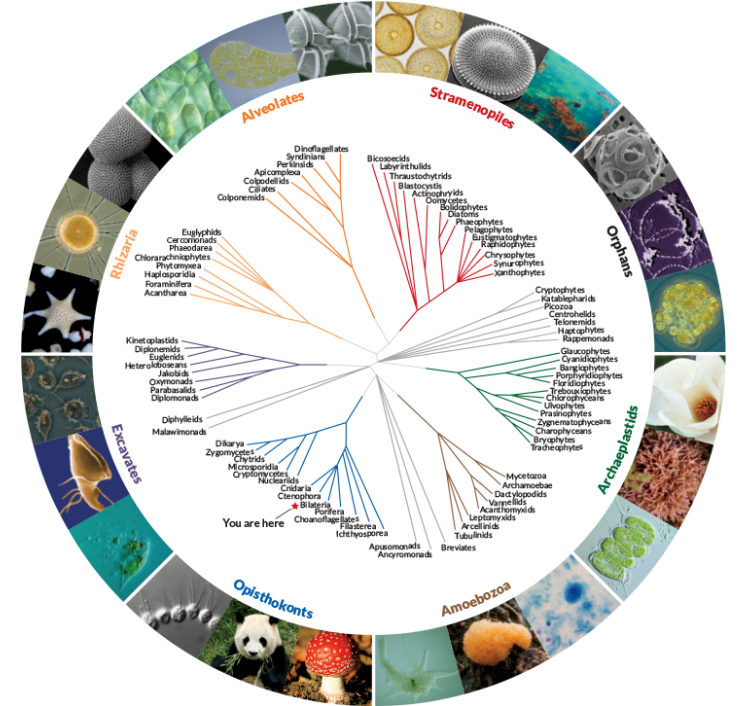 Alveolates
Stramenopiles
Dinoflagellates
Syndinians
Perkinsids
Apicomplexa
Colpodellids
Ciliates
Colponemids
Bicosoecids
Labyrinthulids
Thraustochytrids
Blastocystis
Actinophryids
Oomycetes
Bolidophytes
Diatoms
Phaeophytes
Pelagophytes
Eustigmatophytes
Raphidophytes
Chrysophytes
Synurophytes
Xanthophytes
Rhizaria
Euglyphids
Cercomonads
Phaeodarea
Chlorarachniophytes
Phytomyxea
Haplosporidia
Foraminifera
Acantharea
Orphans
Cryptophytes
Katablepharids
Picozoa
Centrohelids
Telonemids
Haptophytes
Rappemonads
Kinetoplastids
Diplonemids
Euglenids
Heteroloboseans
Jakobids
Oxymonads
Parabasalids
Diplomonads
Diphylleids
Malawimonads
Excavates
Glaucophytes
Cyanidiophytes
Bangiophytes
Porphyridiophytes
Floridiophytes
Trebouxiophytes
Chlorophyceans
Ulvophytes
Prasinophytes
Zygnematophyceans
Charophyceans
Bryophytes
Tracheophytes
Archaeplastids
Dikarya
Zygomycetes
Chytrids
Microsporidia
Cryptomycetes
Nucleariids
Cnidaria
Ctenophora
Bilateria
Porifera
Choanoflagellates
Filasterea
Ichthyosporea
You are here
Opisthokonts
Apusomonads
Ancyromonads
Breviates
Mycetozoa
Archamoebae
Dactylopodids
Vannellids
Acanthomyxids
Leptomyxids
Arcellinids
Tubulinids
Amoebozoa